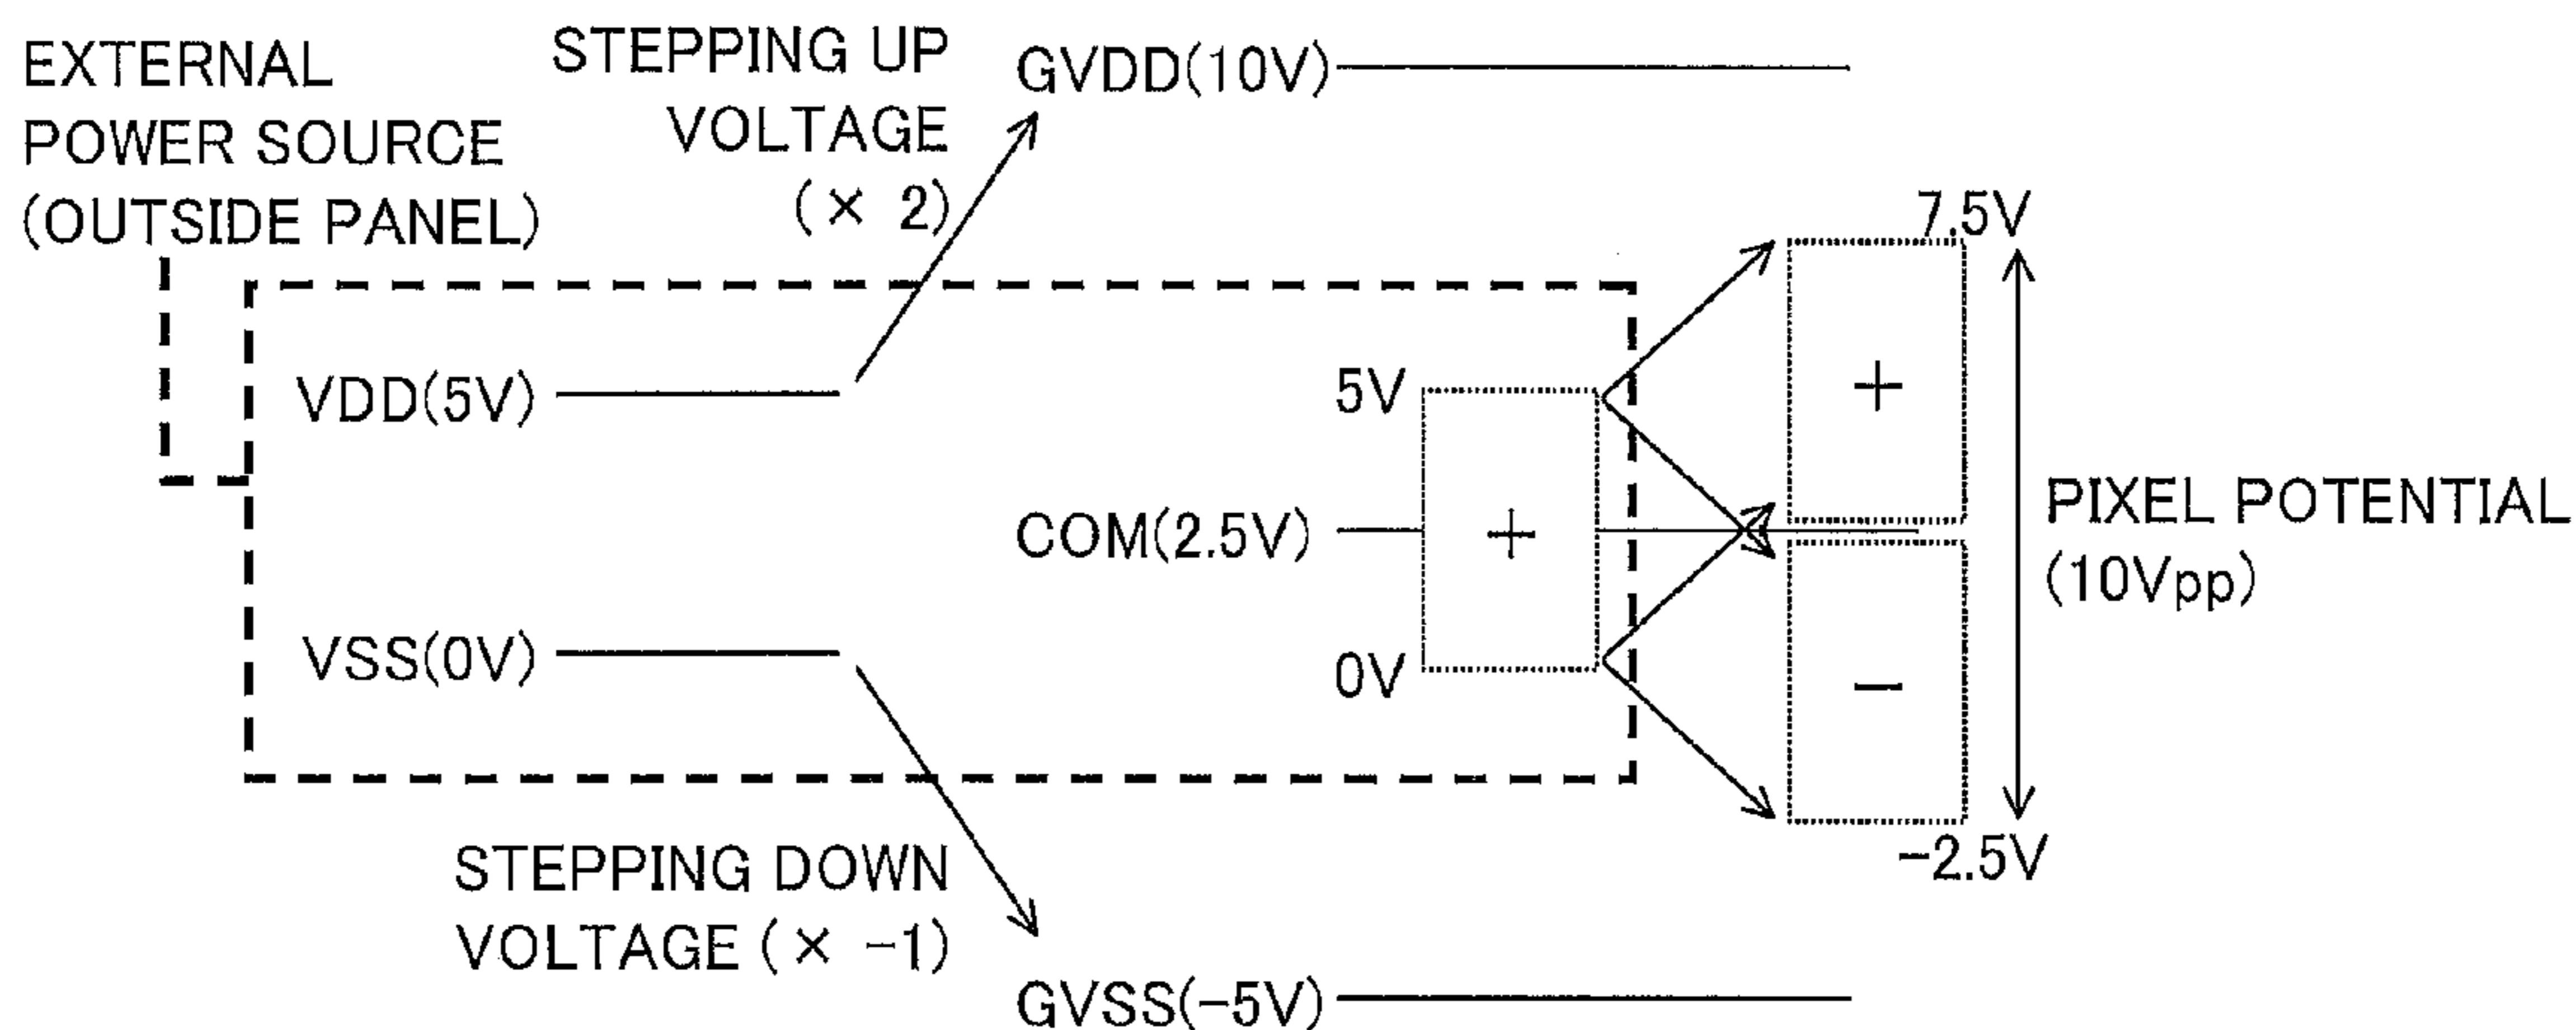 EXTERNAL
POWER SOURCE
(OUTSIDE PANEL)
STEPPING UP
VOLTAGE
(× 2)
GVDD(10V)
7.5V
VDD(5V)
5V
+
+
COM(2.5V)
PIXEL POTENTIAL
(10Vpp)
VSS(0V)
0V
−
-2.5V
STEPPING DOWN
VOLTAGE (× -1)
GVSS(-5V)